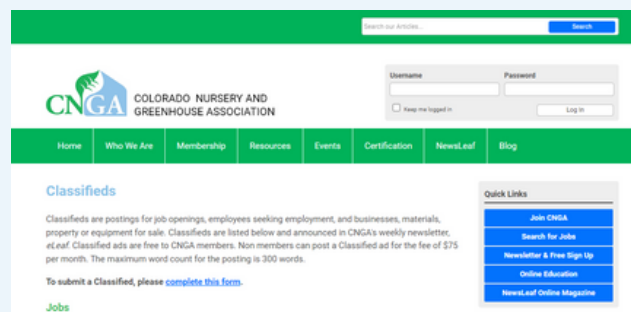 Search our Articles...
Search
CNGA
COLORADO NURSERY AND
GREENHOUSE ASSOCIATION
Username
Password
Keep me logged in
Log in
Home
Who We Are
Membership
Resources
Events
Certification
NewsLeaf
Blog
Classifieds
Classifieds are postings for job openings, employees seeking employment, and businesses, materials,
property or equipment for sale. Classifieds are listed below and announced in CNGA's weekly newsletter,
eLeaf. Classified ads are free to CNGA members. Non members can post a Classified ad for the fee of $75
per month. The maximum word count for the posting is 300 words.
To submit a Classified, please complete this form.
Jobs
Quick Links
Join CNGA
Search for Jobs
Newsletter & Free Sign Up
Online Education
NewsLeaf Online Magazine